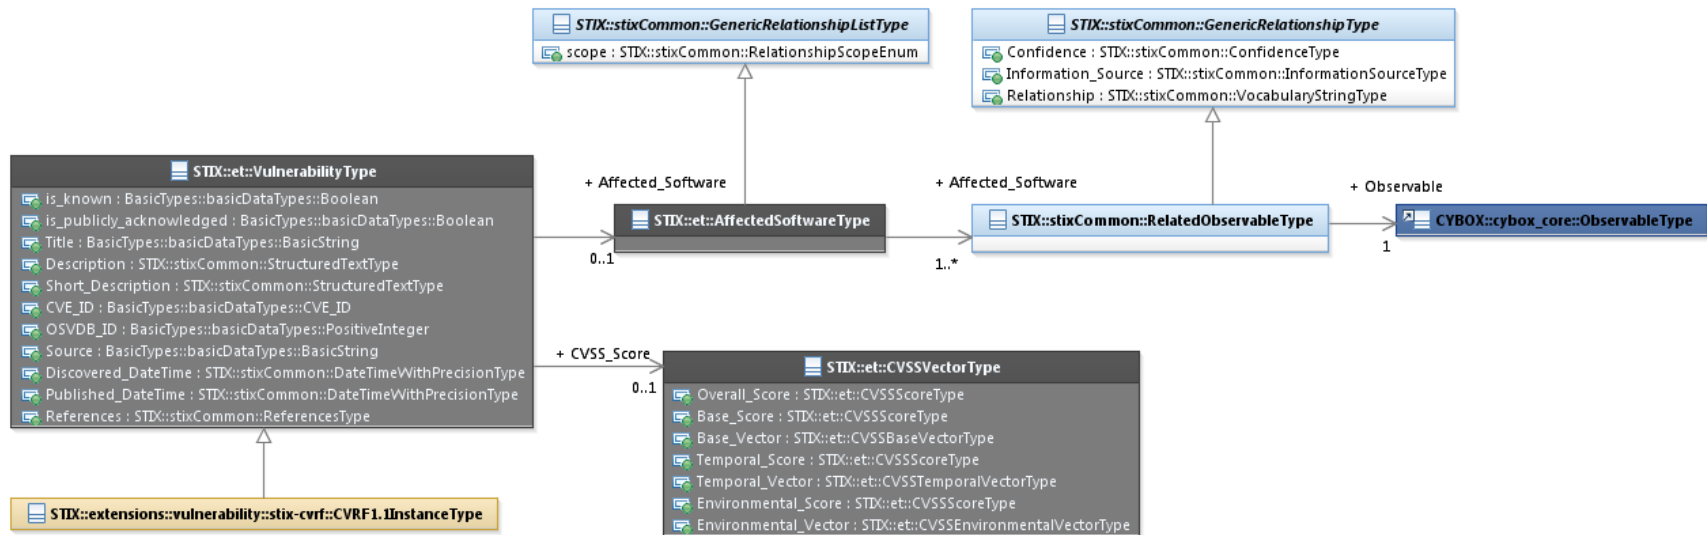 STIX::stixCommon::GenericRelationshipListType
scope : STIX::stixCommon::RelationshipScopeEnum
STIX::stixCommon::GenericRelationshipType
Confidence : STIX::stixCommon::ConfidenceType
Information_Source : STIX::stixCommon::InformationSourceType
Relationship : STIX::stixCommon::VocabularyStringType
STIX::et::VulnerabilityType
is_known : BasicTypes::basicDataTypes::Boolean
is_publicly_acknowledged : BasicTypes::basicDataTypes::Boolean
Title : BasicTypes::basicDataTypes::BasicString
Description : STIX::stixCommon::StructuredTextType
Short_Description : STIX::stixCommon::StructuredTextType
CVE_ID : BasicTypes::basicDataTypes::CVE_ID
OSVDB_ID : BasicTypes::basicDataTypes::PositiveInteger
Source : BasicTypes::basicDataTypes::BasicString
Discovered_DateTime : STIX::stixCommon::DateTimeWithPrecisionType
Published_DateTime : STIX::stixCommon::DateTimeWithPrecisionType
References : STIX::stixCommon::ReferencesType
+ Affected_Software
0..1
STIX::et::AffectedSoftwareType
+ Affected_Software
1..*
STIX::stixCommon::RelatedObservableType
+ Observable
1
CYBOX::cybox_core::ObservableType
+ CVSS_Score
0..1
STIX::et::CVSSVectorType
Overall_Score : STIX::et::CVSSScoreType
Base_Score : STIX::et::CVSSScoreType
Base_Vector : STIX::et::CVSSBaseVectorType
Temporal_Score : STIX::et::CVSSScoreType
Temporal_Vector : STIX::et::CVSSTemporalVectorType
Environmental_Score : STIX::et::CVSSScoreType
Environmental_Vector : STIX::et::CVSSEnvironmentalVectorType
STIX::extensions::vulnerability::stix-cvrf::CVRF1.1InstanceType